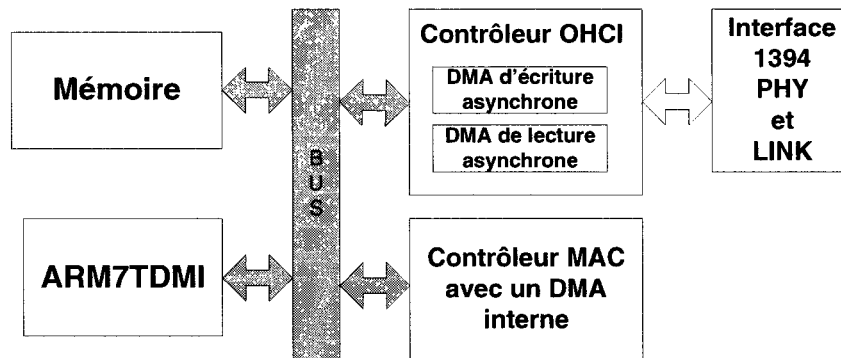 Mémoire
ARM7TDMI
B
U
S
Contrôleur OHCI
DMA d'écriture
asynchrone
DMA de lecture
asynchrone
Contrôleur MAC
avec un DMA
interne
Interface
1394
PHY
et
LINK